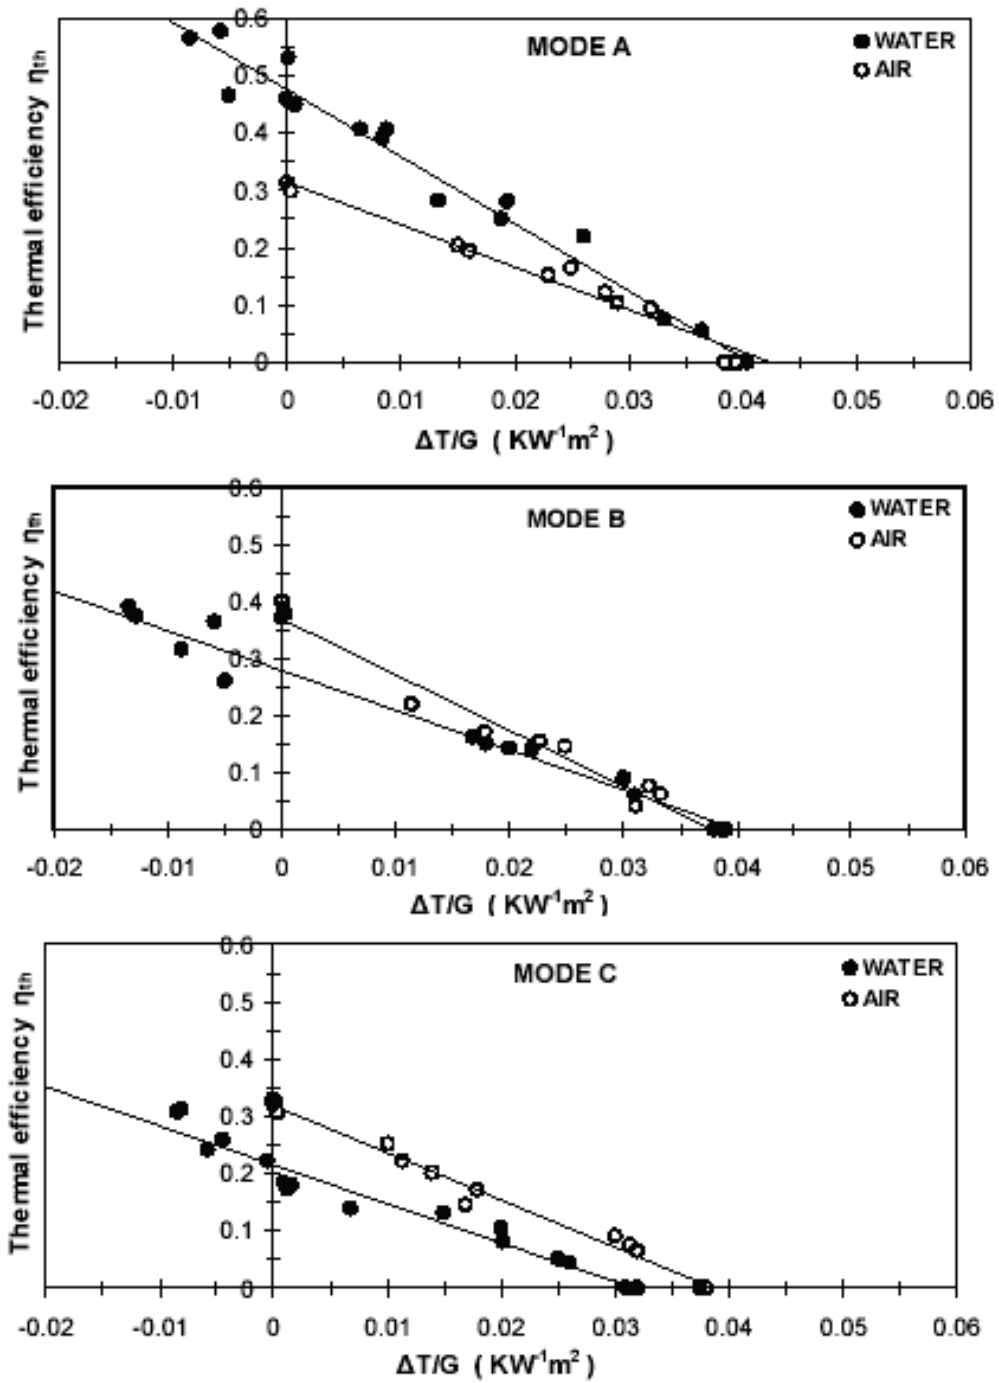 0.6
MODE A
WATER
AIR
0.5
0.4
0.3
0.2
0.1
0
Thermal efficiency ηth
-0.02 -0.01 0 0.01 0.02 0.03 0.04 0.05 0.06
ΔT/G ( KW⁻¹m² )
0.6
MODE B
WATER
AIR
0.5
0.4
0.3
0.2
0.1
0
Thermal efficiency ηth
-0.02 -0.01 0 0.01 0.02 0.03 0.04 0.05 0.06
ΔT/G ( KW⁻¹m² )
0.6
MODE C
WATER
AIR
0.5
0.4
0.3
0.2
0.1
0
Thermal efficiency ηth
-0.02 -0.01 0 0.01 0.02 0.03 0.04 0.05 0.06
ΔT/G ( KW⁻¹m² )